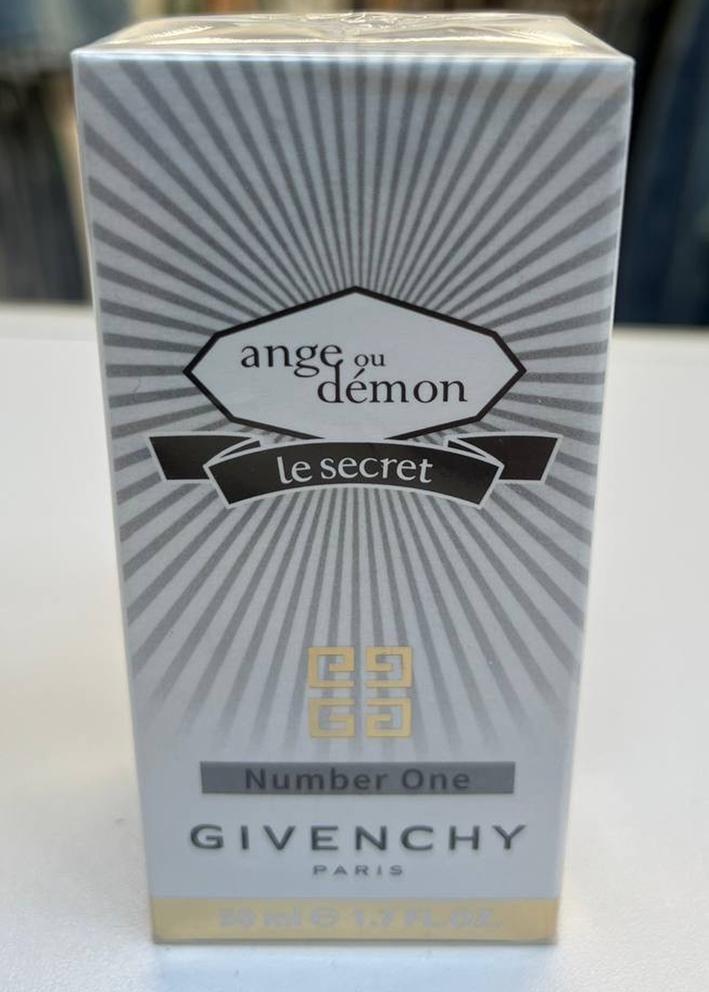 ange ou
démon
le secret
Number One
GIVENCHY
PARIS
50 ml ℮ 1.7 FL.OZ.